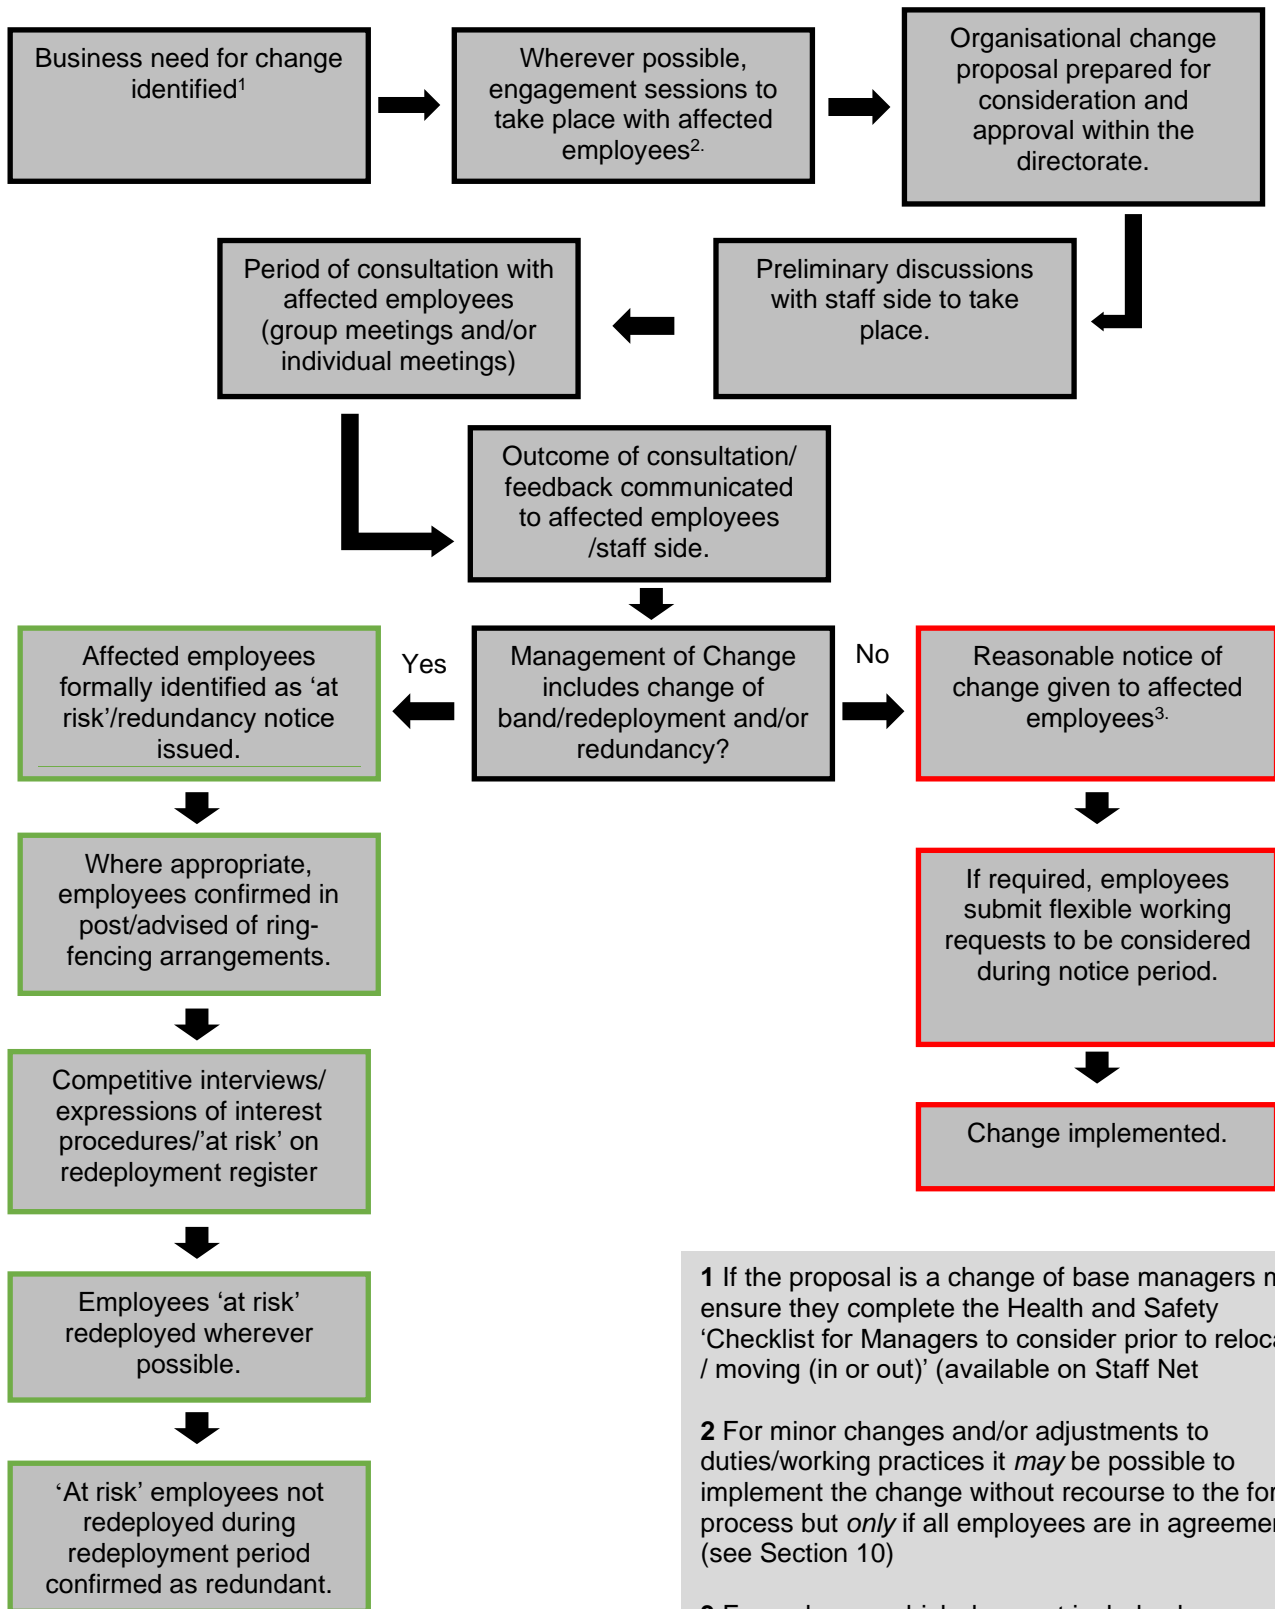 Business need for change
identified1
Wherever possible,
engagement sessions to
take place with affected
employees2.
Organisational change
proposal prepared for
consideration and
approval within the
directorate.
Preliminary discussions
with staff side to take
place.
Period of consultation with
affected employees
(group meetings and/or
individual meetings)
Outcome of consultation/
feedback communicated
to affected employees
/staff side.
Management of Change
includes change of
band/redeployment and/or
redundancy?
Yes
No
Affected employees
formally identified as ‘at
risk’/redundancy notice
issued.
Where appropriate,
employees confirmed in
post/advised of ring-
fencing arrangements.
Competitive interviews/
expressions of interest
procedures/’at risk’ on
redeployment register
Employees ‘at risk’
redeployed wherever
possible.
‘At risk’ employees not
redeployed during
redeployment period
confirmed as redundant.
Reasonable notice of
change given to affected
employees3.
If required, employees
submit flexible working
requests to be considered
during notice period.
Change implemented.
1 If the proposal is a change of base managers
ensure they complete the Health and Safety
‘Checklist for Managers to consider prior to
/ moving (in or out)’ (available on Staff Net
2 For minor changes and/or adjustments to
duties/working practices it may be possible to
implement the change without recourse to the
process but only if all employees are in
(see Section 10)